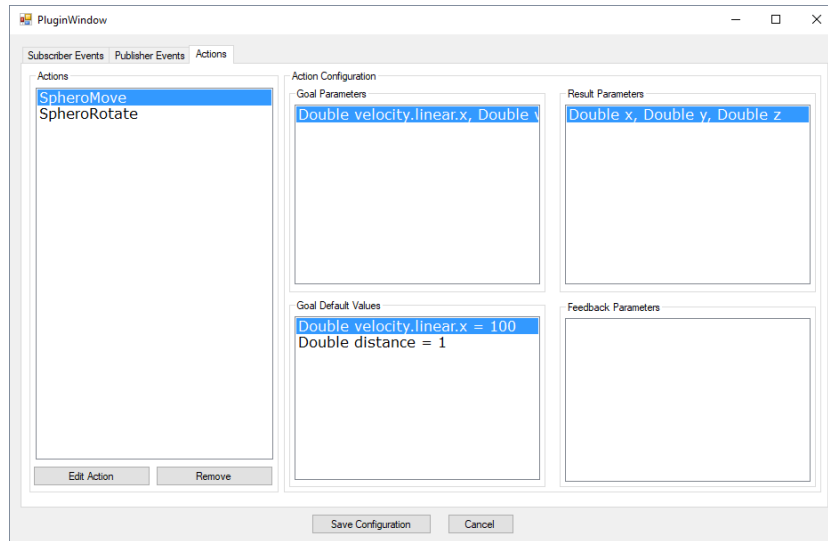 PluginWindow
Subscriber Events Publisher Events Actions
Actions
SpheroMove
SpheroRotate
Edit Action Remove
Action Configuration
Goal Parameters
Double velocity.linear.x, Double
Result Parameters
Double x, Double y, Double z
Goal Default Values
Double velocity.linear.x = 100
Double distance = 1
Feedback Parameters
Save Configuration Cancel